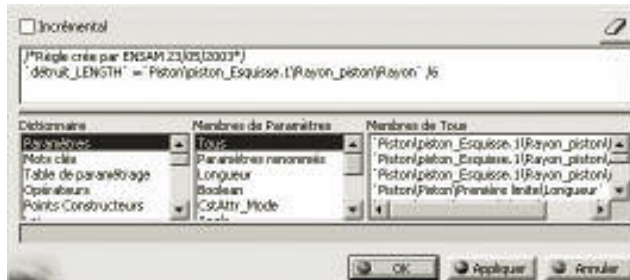 Incrémental
/*Règle crée par ENSAM 23/05/2003*/
`détruit_LENGTH` =`Piston\piston_Esquisse.1\Rayon_piston\Rayon` /6
Dictionnaire
Membres de Paramètres
Membres de Tous
Paramètres
Mots clés
Table de paramétrage
Opérateurs
Points Constructeurs
Tous
Paramètres renommés
Longueur
Boolean
CstAttr_Mode
`Piston\piston_Esquisse.1\Rayon_piston\
`Piston\piston_Esquisse.1\Rayon_piston\
`Piston\piston_Esquisse.1\Rayon_piston\
`Piston\Piston\Première limite\Longueur`
OK
Appliquer
Annuler